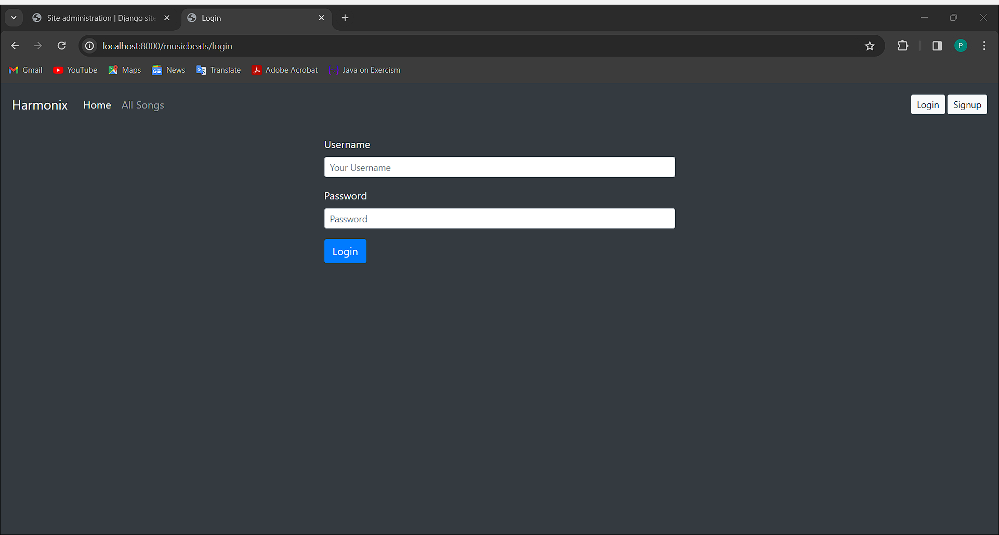 Site administration | Django site
Login
localhost:8000/musicbeats/login
Gmail YouTube Maps News Translate Adobe Acrobat Java on Exercism
P
Harmonix Home All Songs Login Signup
Username
Your Username
Password
Password
Login